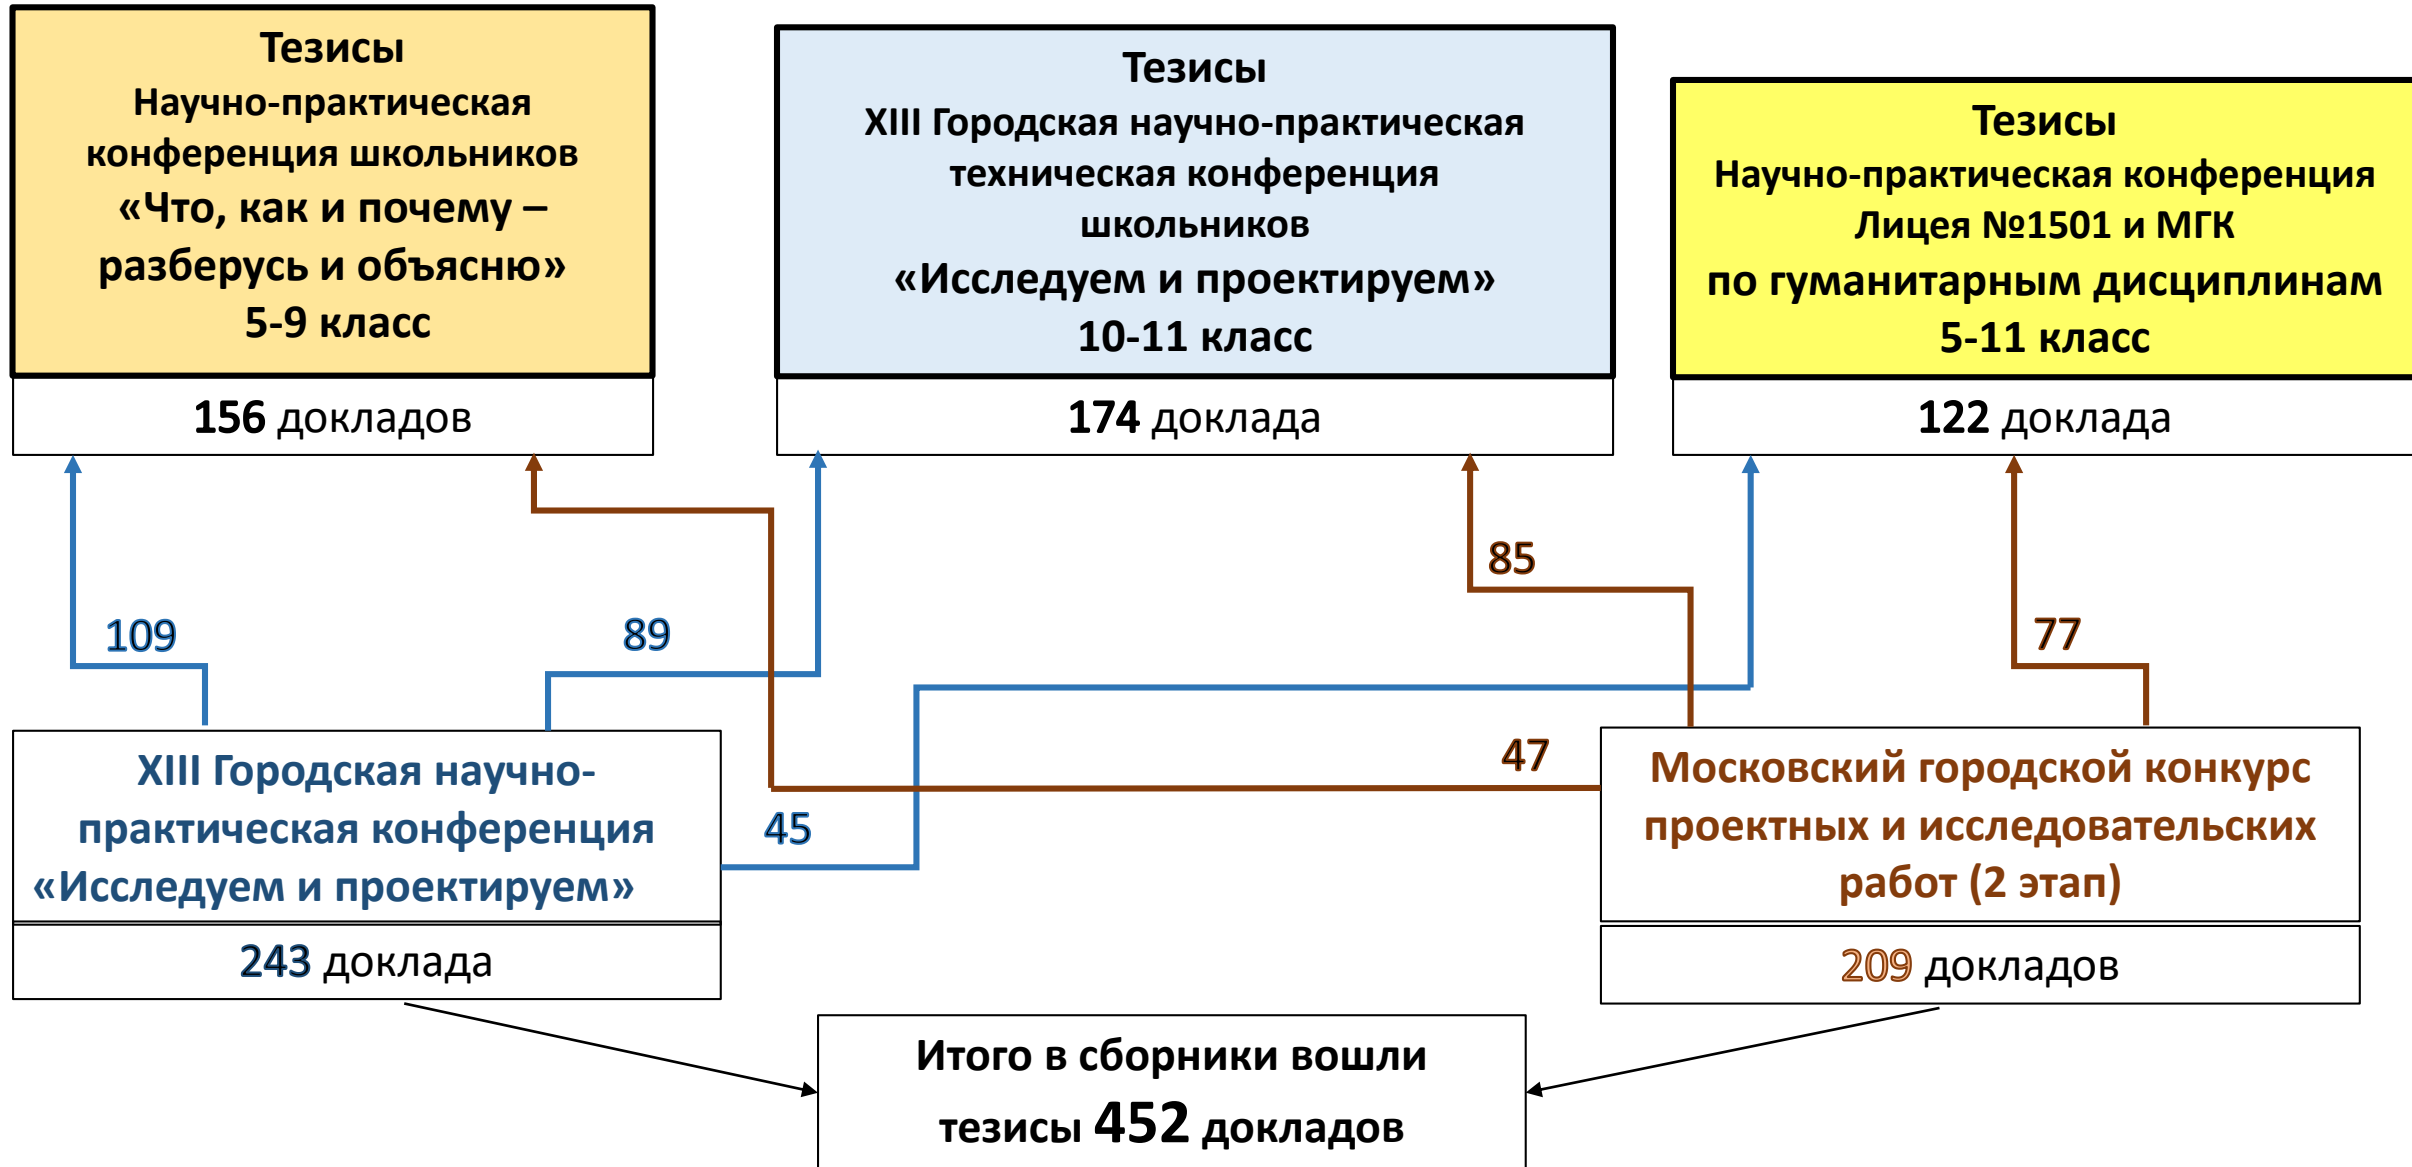 Тезисы
Научно-практическая
конференция школьников
«Что, как и почему –
разберусь и объясню»
5-9 класс
156 докладов
Тезисы
XIII Городская научно-практическая
техническая конференция
школьников
«Исследуем и проектируем»
10-11 класс
174 доклада
Тезисы
Научно-практическая конференция
Лицея №1501 и МГК
по гуманитарным дисциплинам
5-11 класс
122 доклада
109
89
85
77
47
45
XIII Городская научно-
практическая конференция
«Исследуем и проектируем»
243 доклада
Московский городской конкурс
проектных и исследовательских
работ (2 этап)
209 докладов
Итого в сборники вошли
тезисы 452 докладов